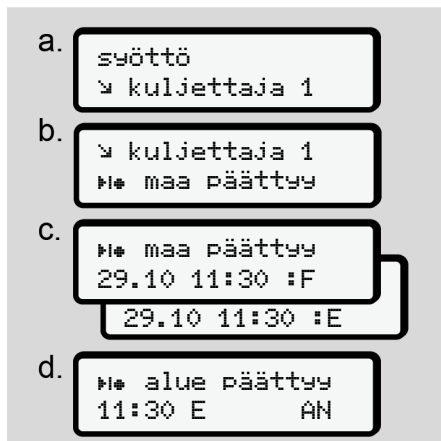 a.
syöttö
↘ kuljettaja 1
b.
↘ kuljettaja 1
maa päättyy
c.
maa päättyy
29.10 11:30 :F
29.10 11:30 :E
d.
alue päättyy
11:30 E AN